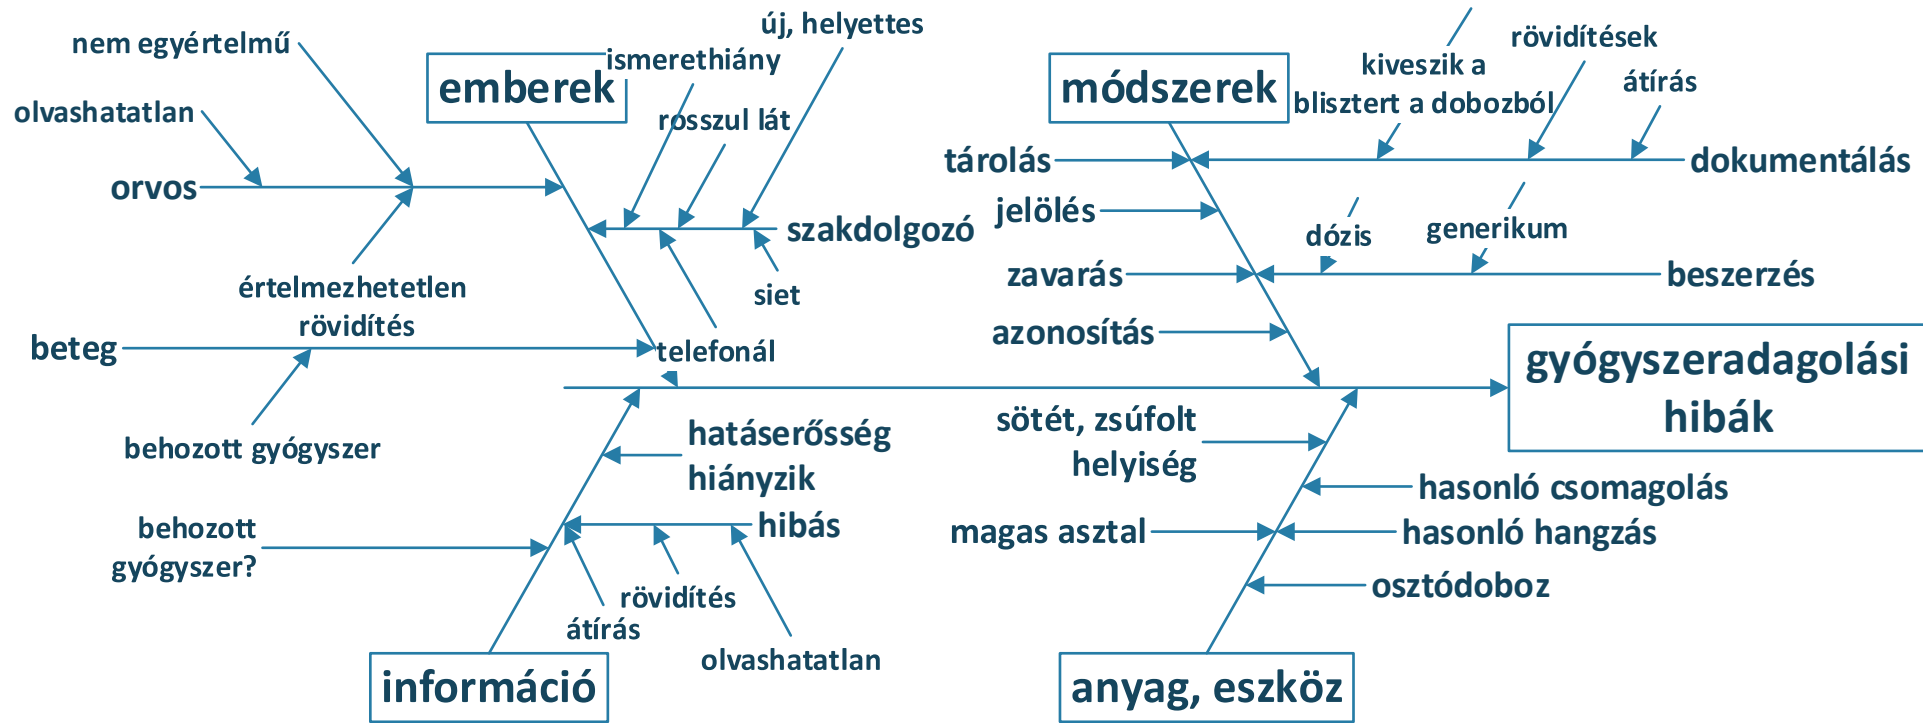 nem egyértelmű
olvashatatlan
orvos
emberek
ismerethiány
új, helyettes
rosszul lát
szakdolgozó
siet
telefonál
értelmezhetetlen
rövidítés
beteg
behozott gyógyszer
módszerek
kiveszik a
blisztert a dobozból
rövidítések
átírás
tárolás
dokumentálás
jelölés
dózis
generikum
zavarás
beszerzés
azonosítás
gyógyszeradagolási
hibák
hatáserősség
hiányzik
hibás
behozott
gyógyszer?
rövidítés
átírás
olvashatatlan
információ
sötét, zsúfolt
helyiség
hasonló csomagolás
magas asztal
hasonló hangzás
osztódoboz
anyag, eszköz